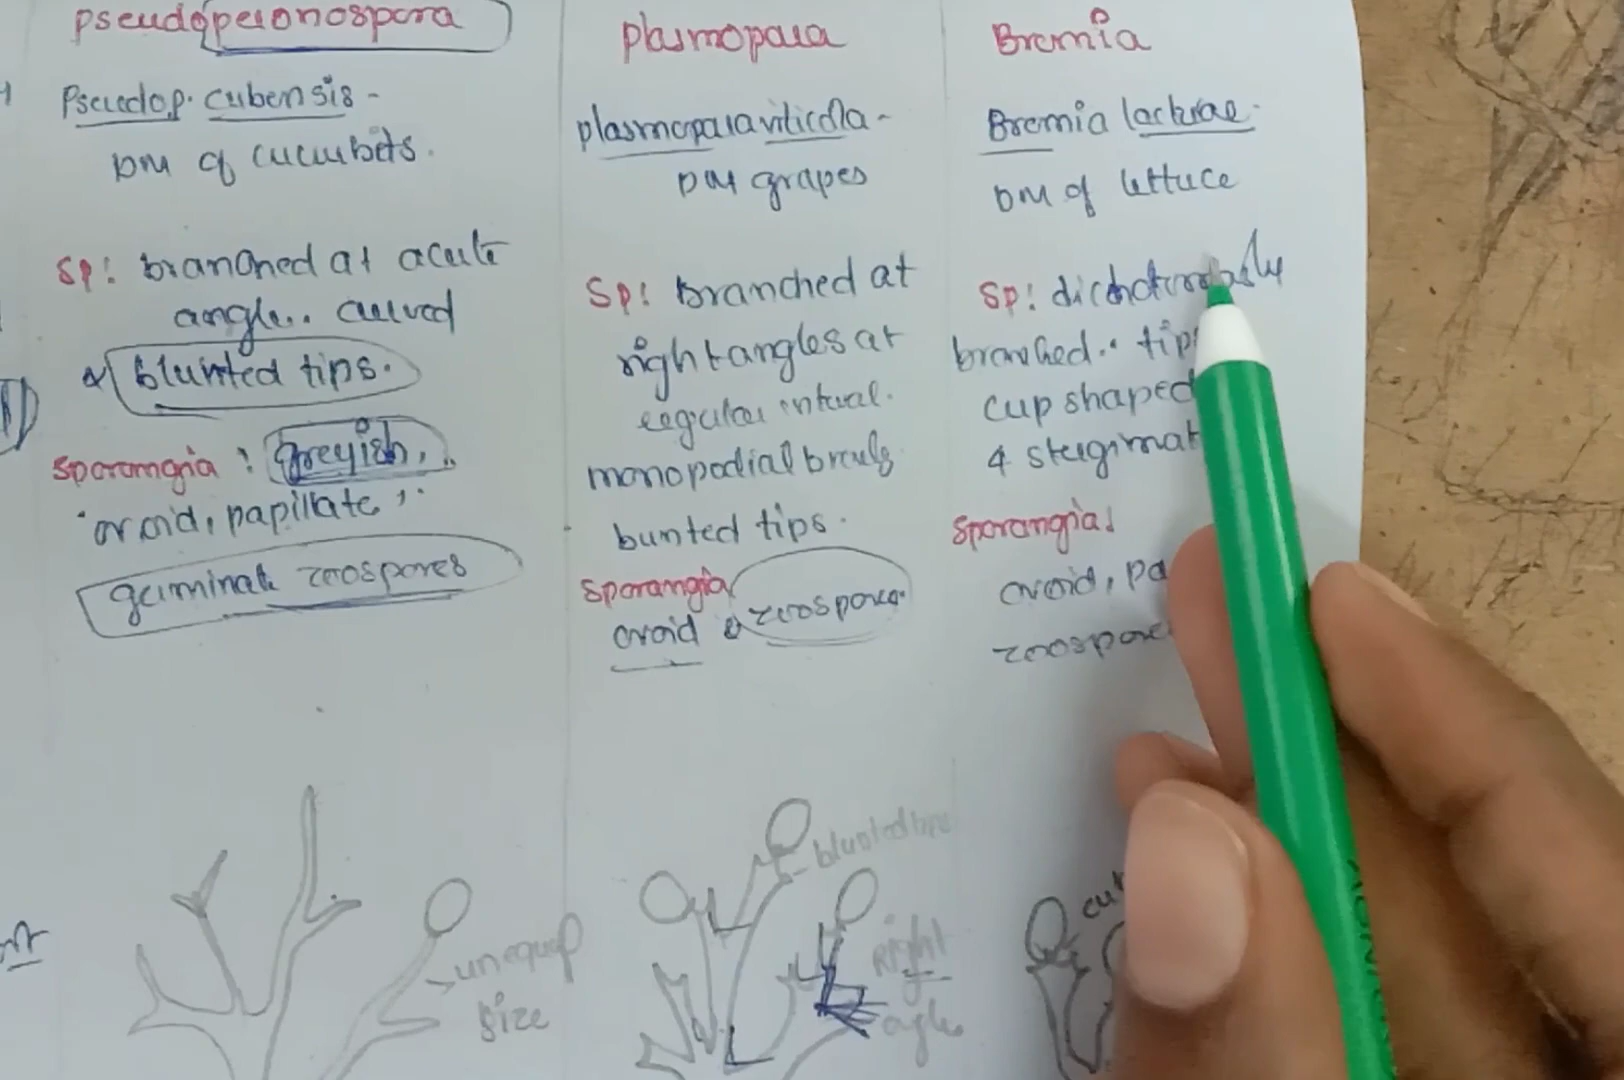 pseudoperonospora
Pseudop. cubensis -
DM of cucurbits.
Sp: branched at acute
angle.. curved
& blunted tips.
Sporangia : Greyish,
ovoid, papillate,
germinate zoospores
unequal
size
plasmopara
plasmopara viticola -
DM grapes
Sp: branched at
right angles at
regular interval.
monopodial
bunted tips.
Sporangia
ovoid & zoospores.
blunted tips
Right
angle
Bremia
Bremia lactucae-
DM of lettuce
Sp: dichotomously
branched. tips
cup shaped
4 stegimat
Sporangia:
ovoid, pa
zoospore
cu